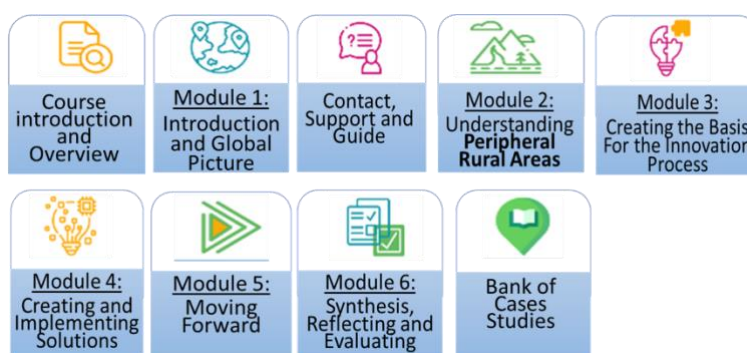 Course
introduction
and
Overview
Module 1:
Introduction
and Global
Picture
Contact,
Support and
Guide
Module 2:
Understanding
Peripheral
Rural Areas
Module 3:
Creating the Basis
For the Innovation
Process
Module 4:
Creating and
Implementing
Solutions
Module 5:
Moving
Forward
Module 6:
Synthesis,
Reflecting and
Evaluating
Bank of
Cases
Studies